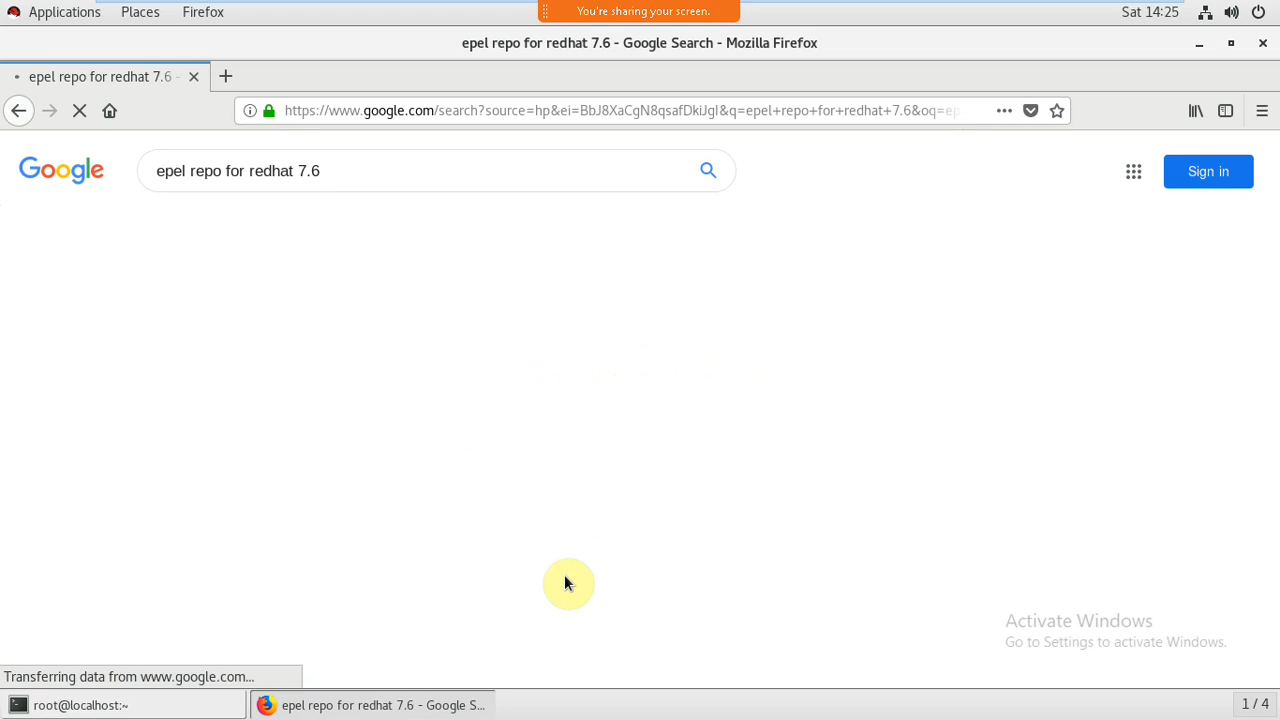 Applications Places Firefox You're sharing your screen. Sat 14:25
epel repo for redhat 7.6 - Google Search - Mozilla Firefox
epel repo for redhat 7.6 -
https://www.google.com/search?source=hp&ei=BbJ8XaCgN8qsafDkiJgI&q=epel+repo+for+redhat+7.6&oq=ep
Google epel repo for redhat 7.6 Sign in
Activate Windows
Go to Settings to activate Windows.
Transferring data from www.google.com...
root@localhost:~ epel repo for redhat 7.6 - Google S... 1 / 4